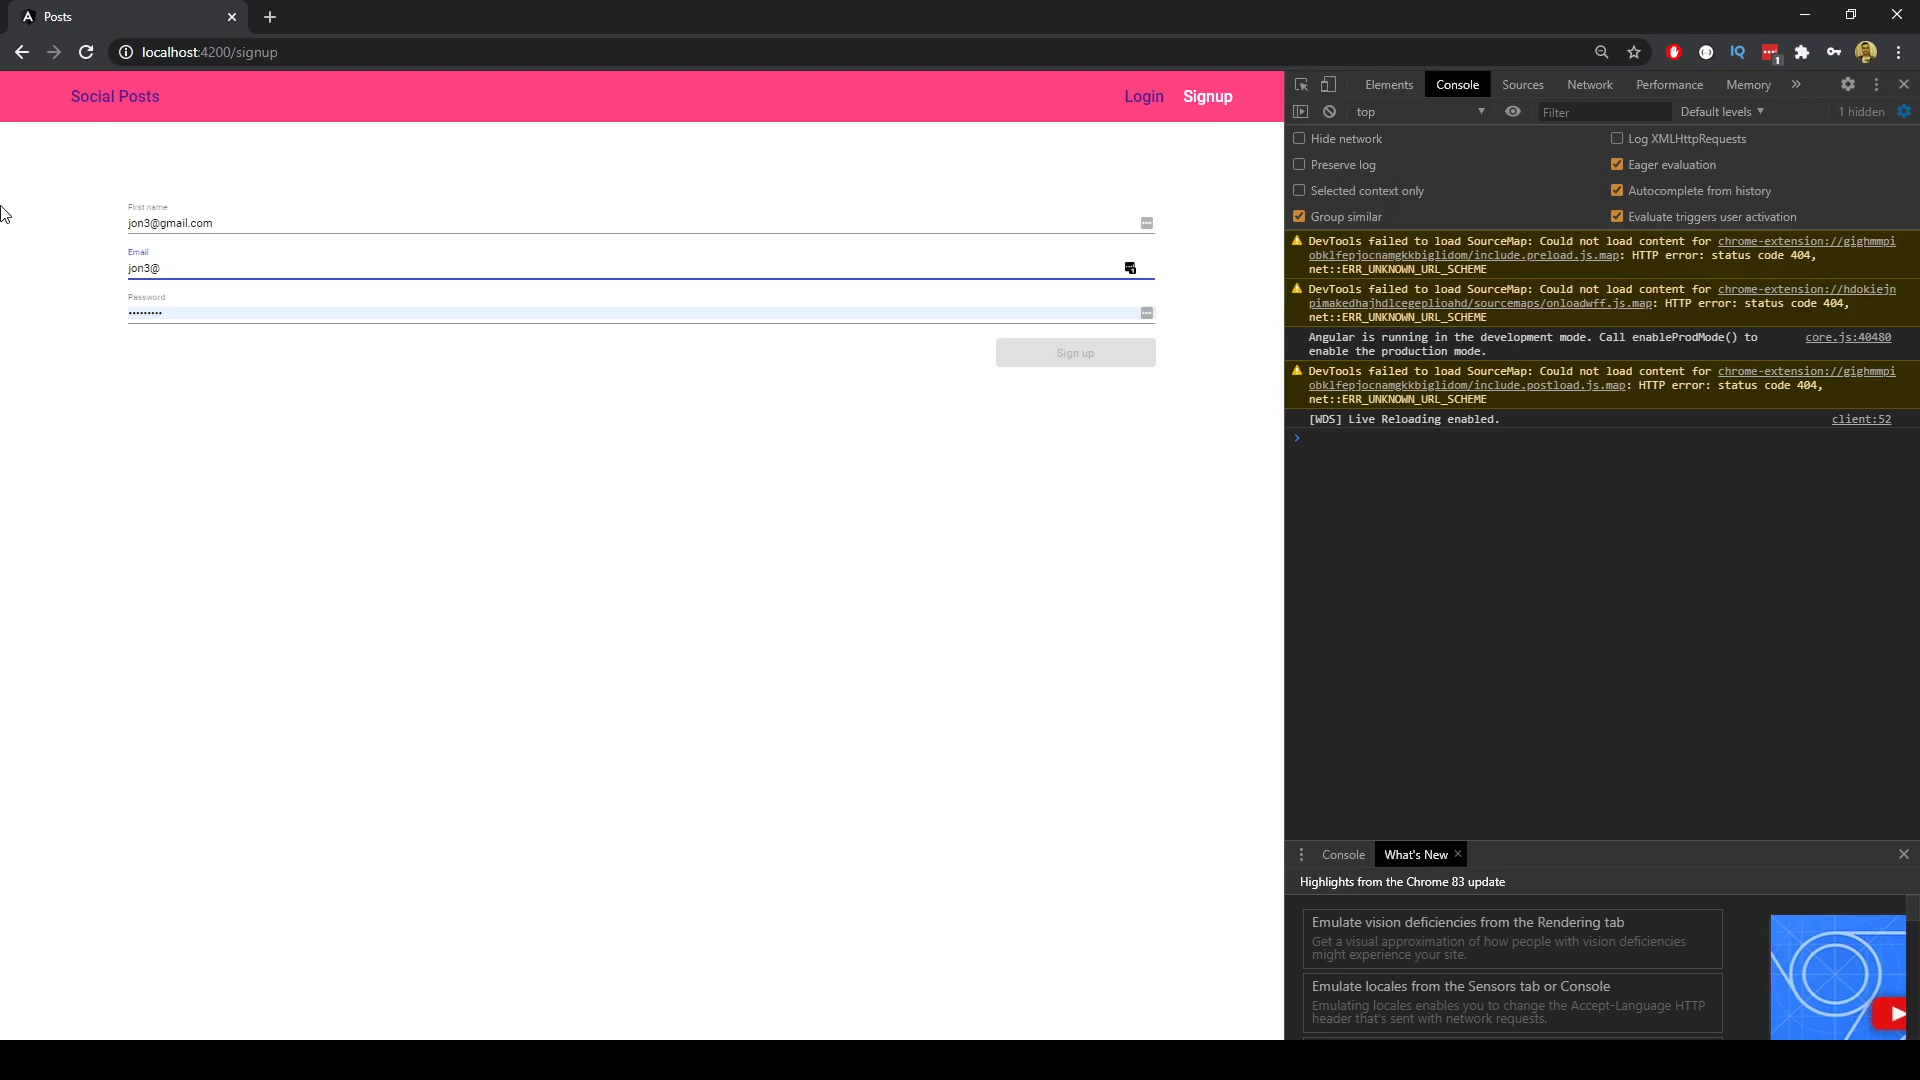 Posts
localhost:4200/signup
IQ
1
Social Posts
Login Signup
First name
jon3@gmail.com
Email
jon3@
Password
•••••••••
Sign up
Elements Console Sources Network Performance Memory
top Filter Default levels 1 hidden
Hide network Log XMLHttpRequests
Preserve log Eager evaluation
Selected context only Autocomplete from history
Group similar Evaluate triggers user activation
DevTools failed to load SourceMap: Could not load content for chrome-extension://gighmmpi
obklfepjocnamgkkbiglidom/include.preload.js.map: HTTP error: status code 404,
net::ERR_UNKNOWN_URL_SCHEME
DevTools failed to load SourceMap: Could not load content for chrome-extension://hdokiejn
pimakedhajhdlcegeplioahd/sourcemaps/onloadwff.js.map: HTTP error: status code 404,
net::ERR_UNKNOWN_URL_SCHEME
Angular is running in the development mode. Call enableProdMode() to core.js:40480
enable the production mode.
DevTools failed to load SourceMap: Could not load content for chrome-extension://gighmmpi
obklfepjocnamgkkbiglidom/include.postload.js.map: HTTP error: status code 404,
net::ERR_UNKNOWN_URL_SCHEME
[WDS] Live Reloading enabled. client:52
Console What's New
Highlights from the Chrome 83 update
Emulate vision deficiencies from the Rendering tab
Get a visual approximation of how people with vision deficiencies
might experience your site.
Emulate locales from the Sensors tab or Console
Emulating locales enables you to change the Accept-Language HTTP
header that's sent with network requests.